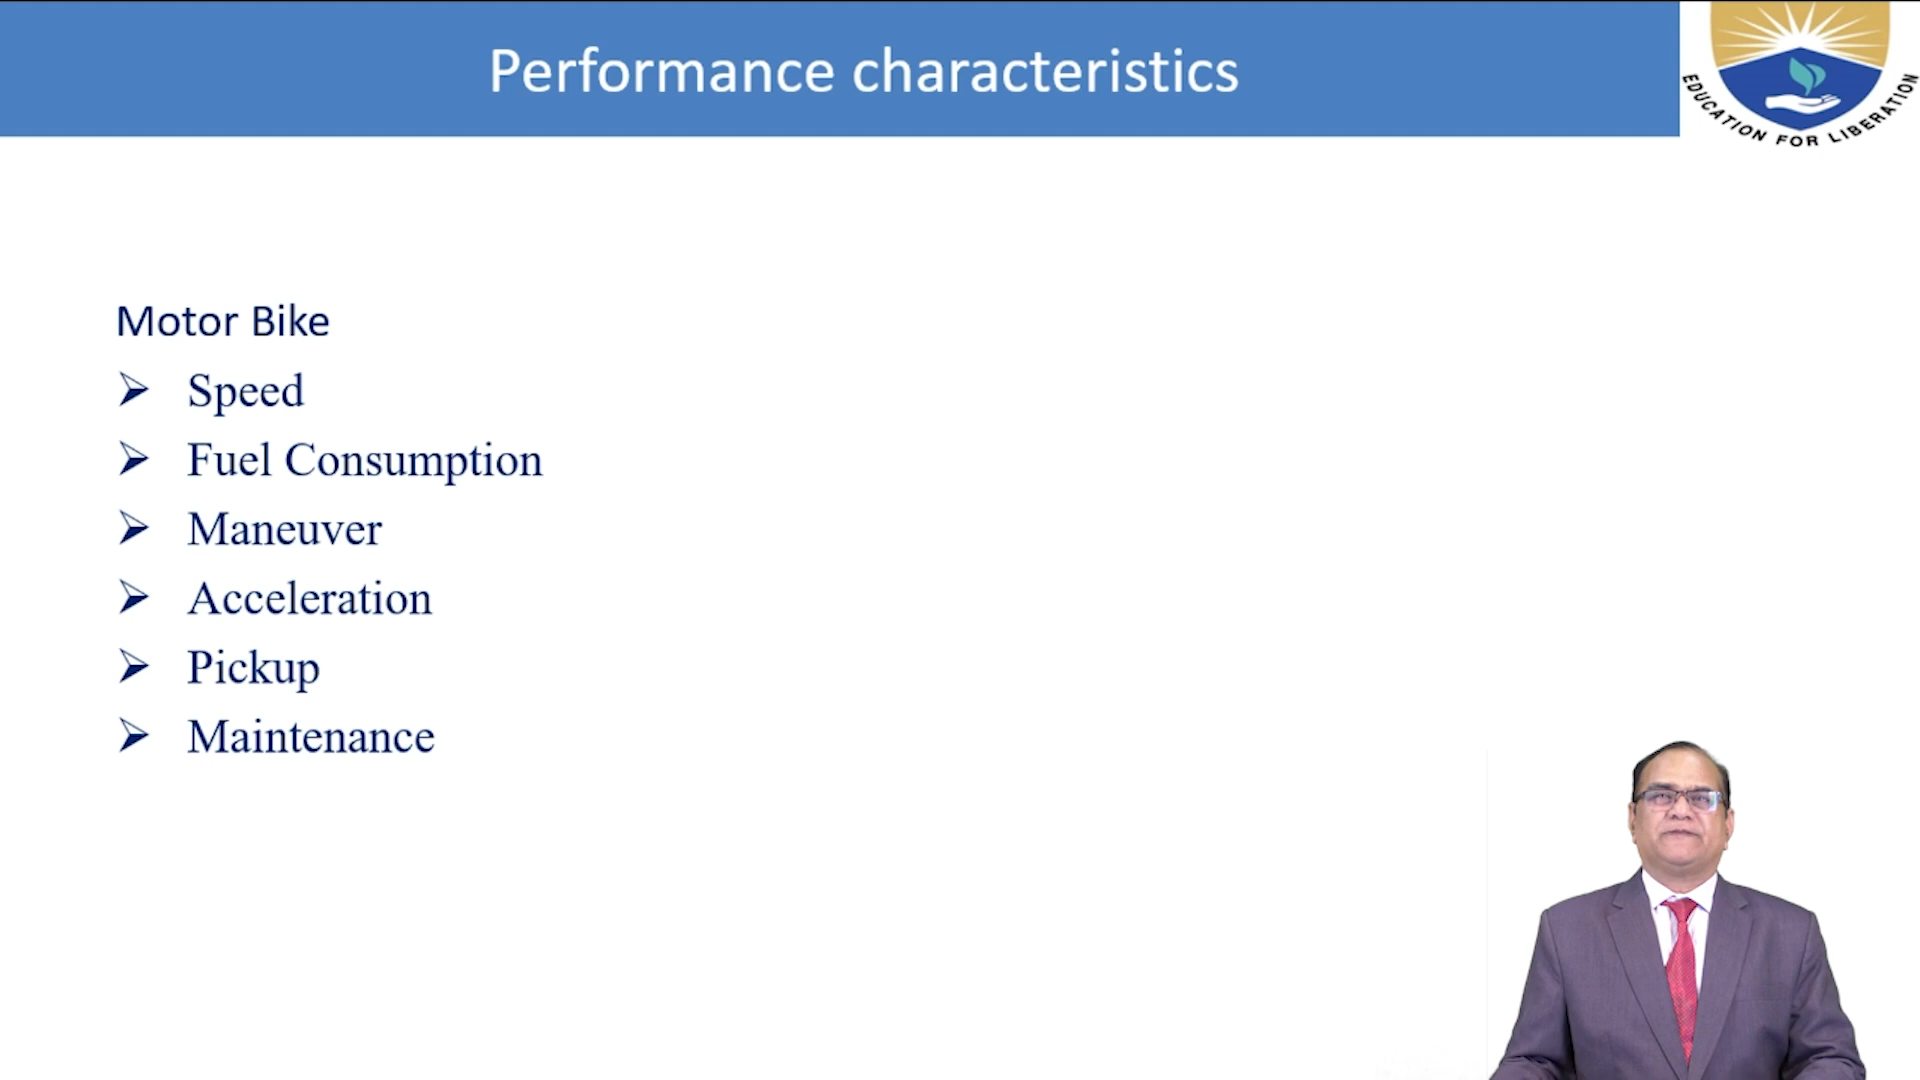 Performance characteristics
EDUCATION FOR LIBERATION
Motor Bike
Speed
Fuel Consumption
Maneuver
Acceleration
Pickup
Maintenance